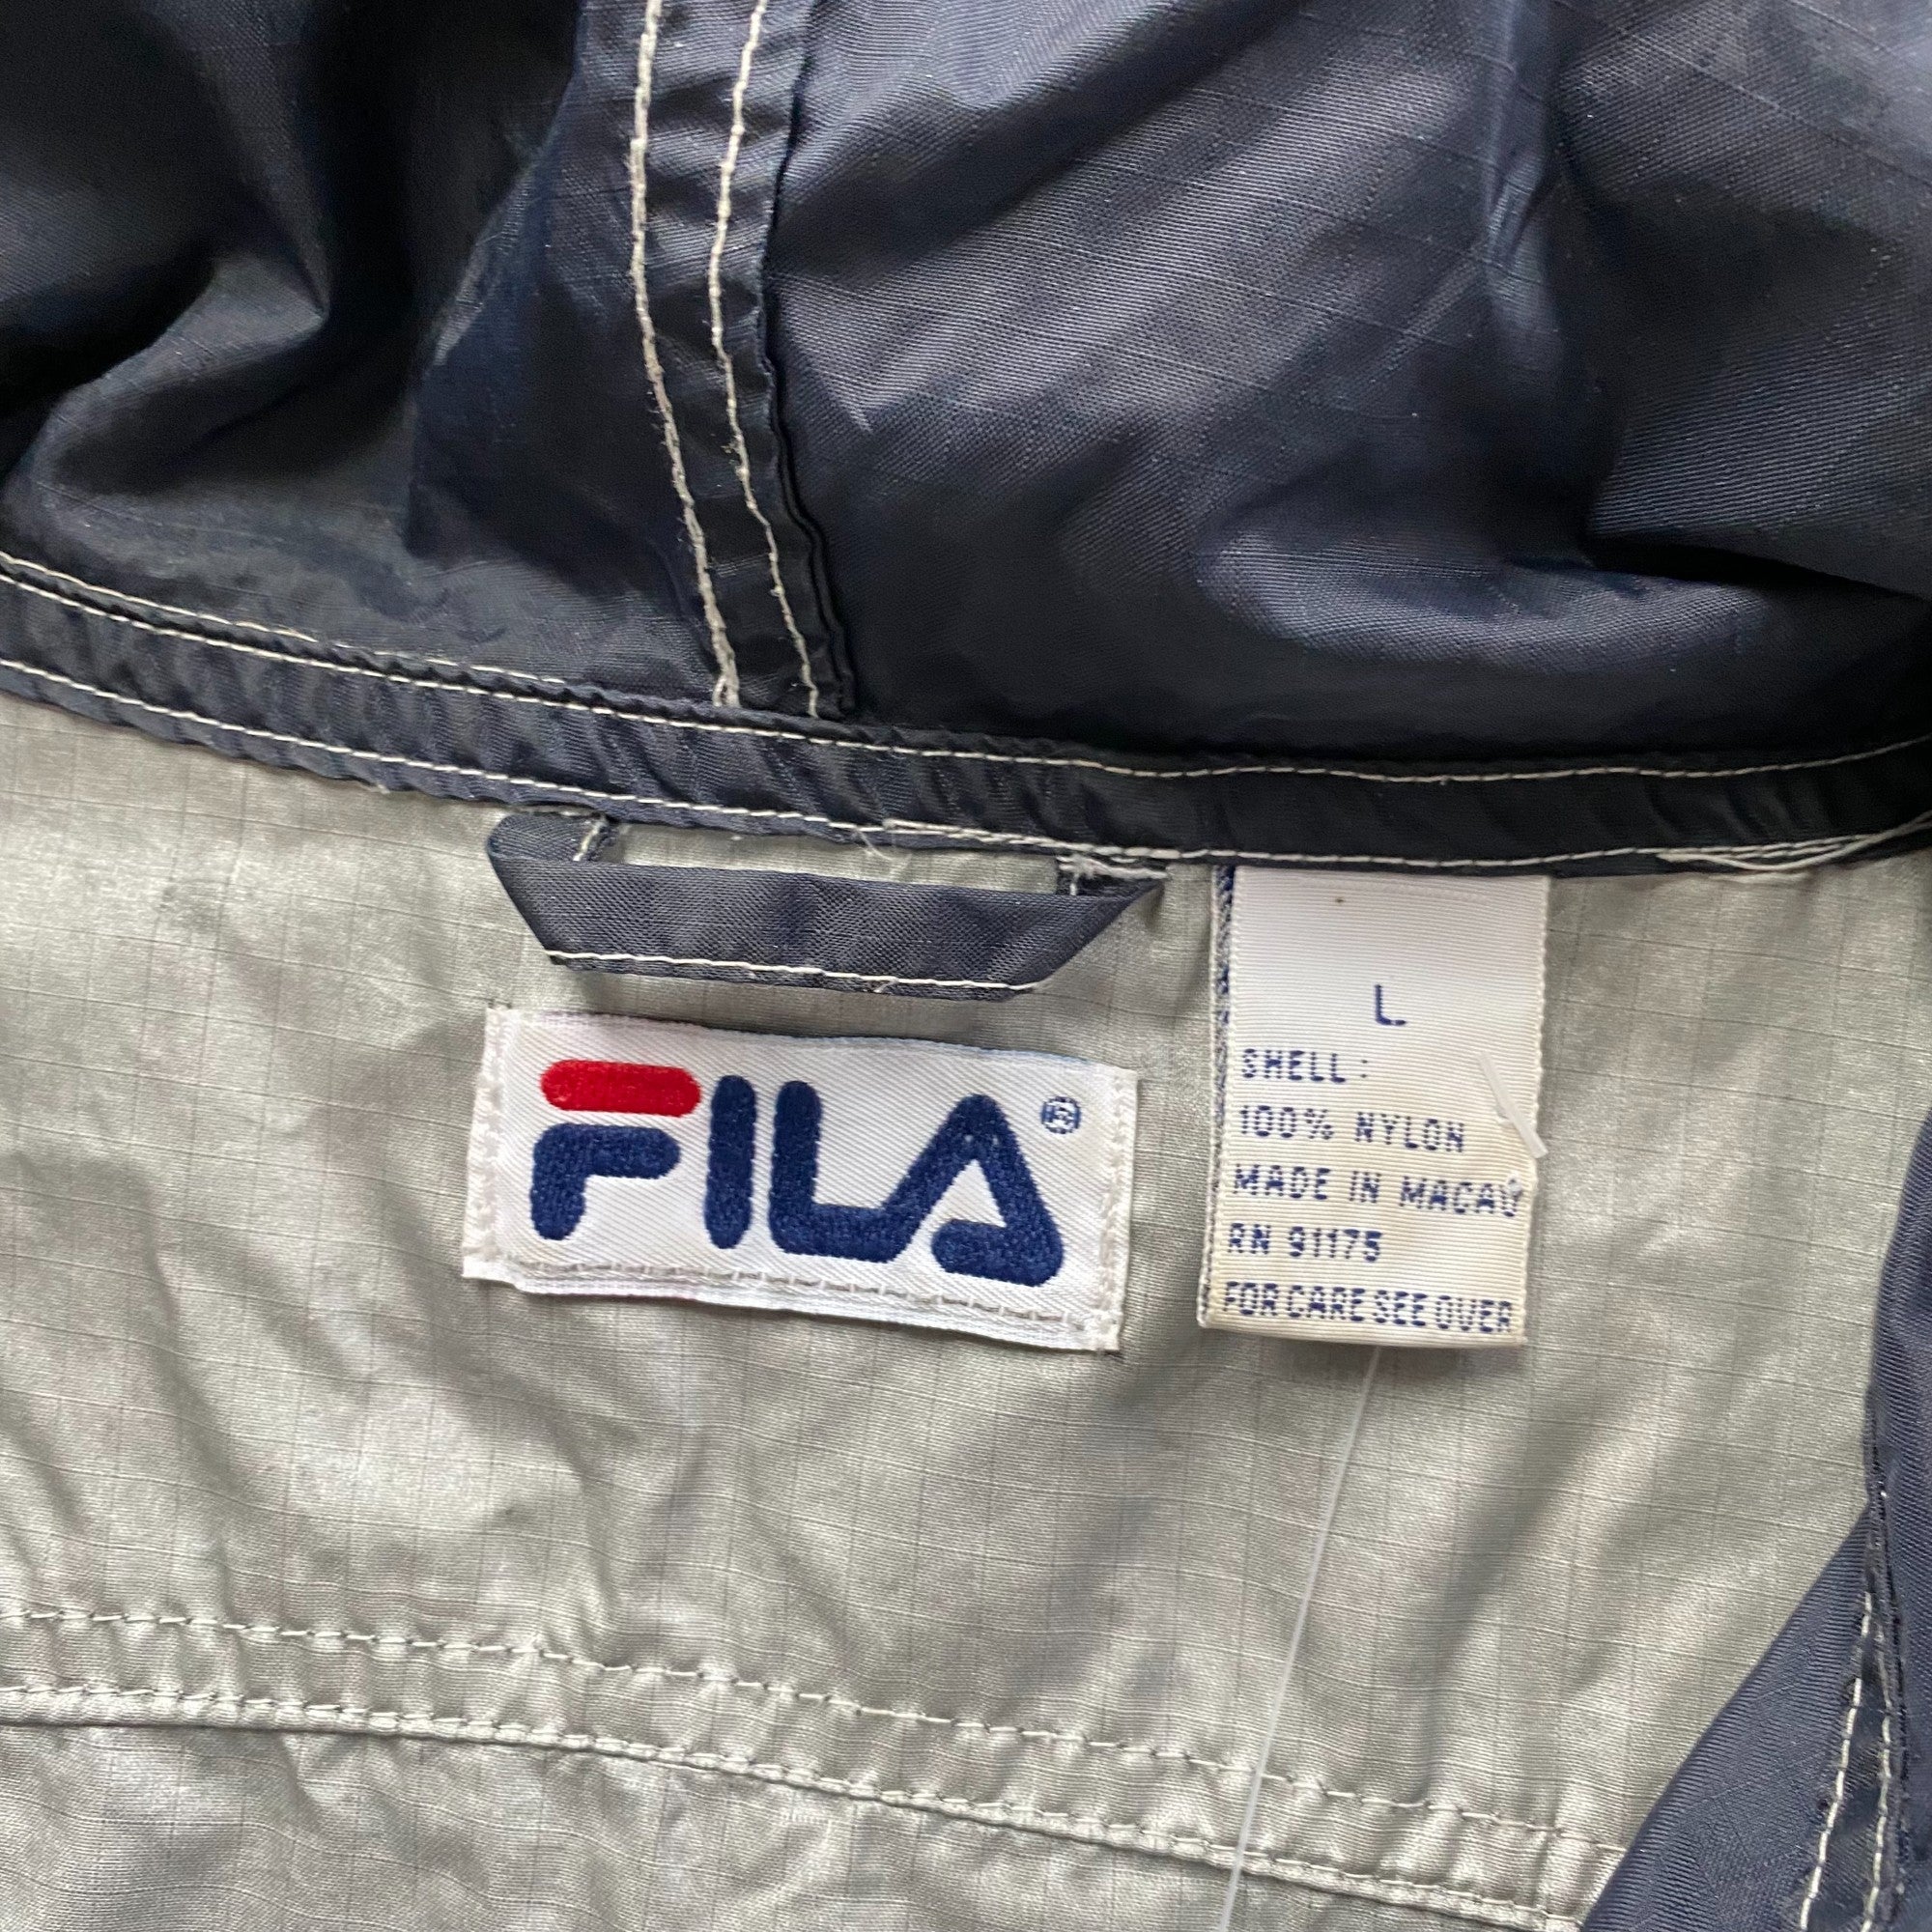 FILA®
L
SHELL:
100% NYLON
MADE IN MACAU
RN 91175
FOR CARE SEE OVER